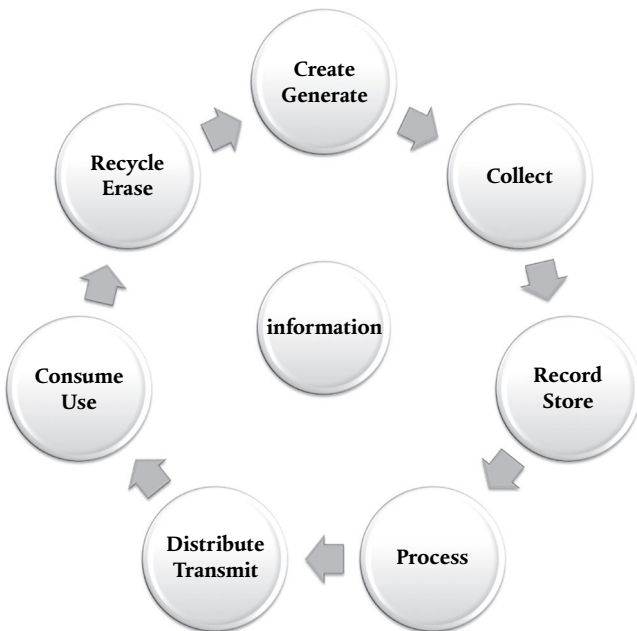 Create
Generate
Collect
Record
Store
Process
Distribute
Transmit
Consume
Use
Recycle
Erase
information